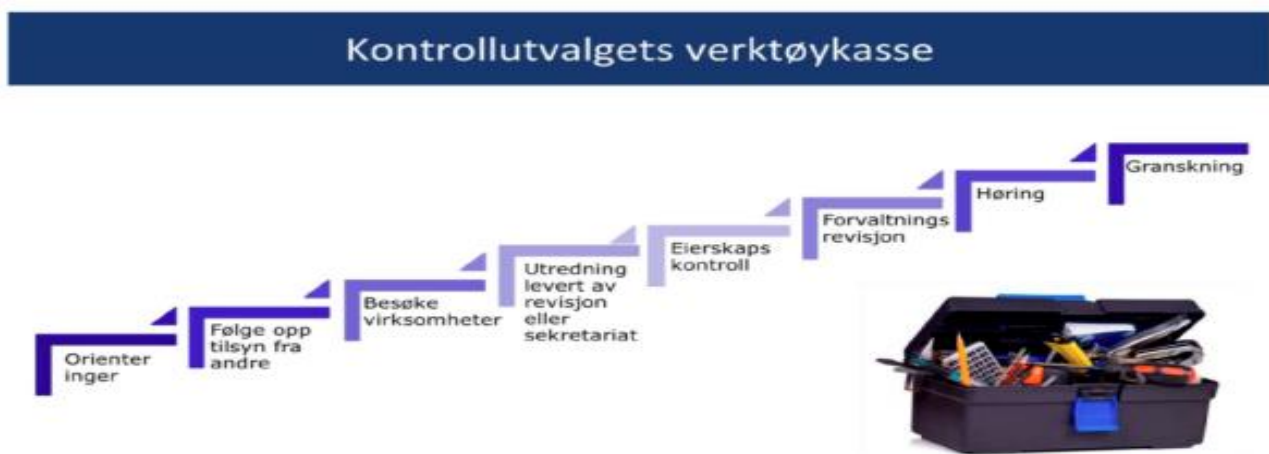 Kontrollutvalgets verktøykasse
Orienter
inger
Følge opp
tilsyn fra
andre
Besøke
virksomheter
Utredning
levert av
revisjon
eller
sekretariat
Eierskaps
kontroll
Forvaltnings
revisjon
Høring
Granskning